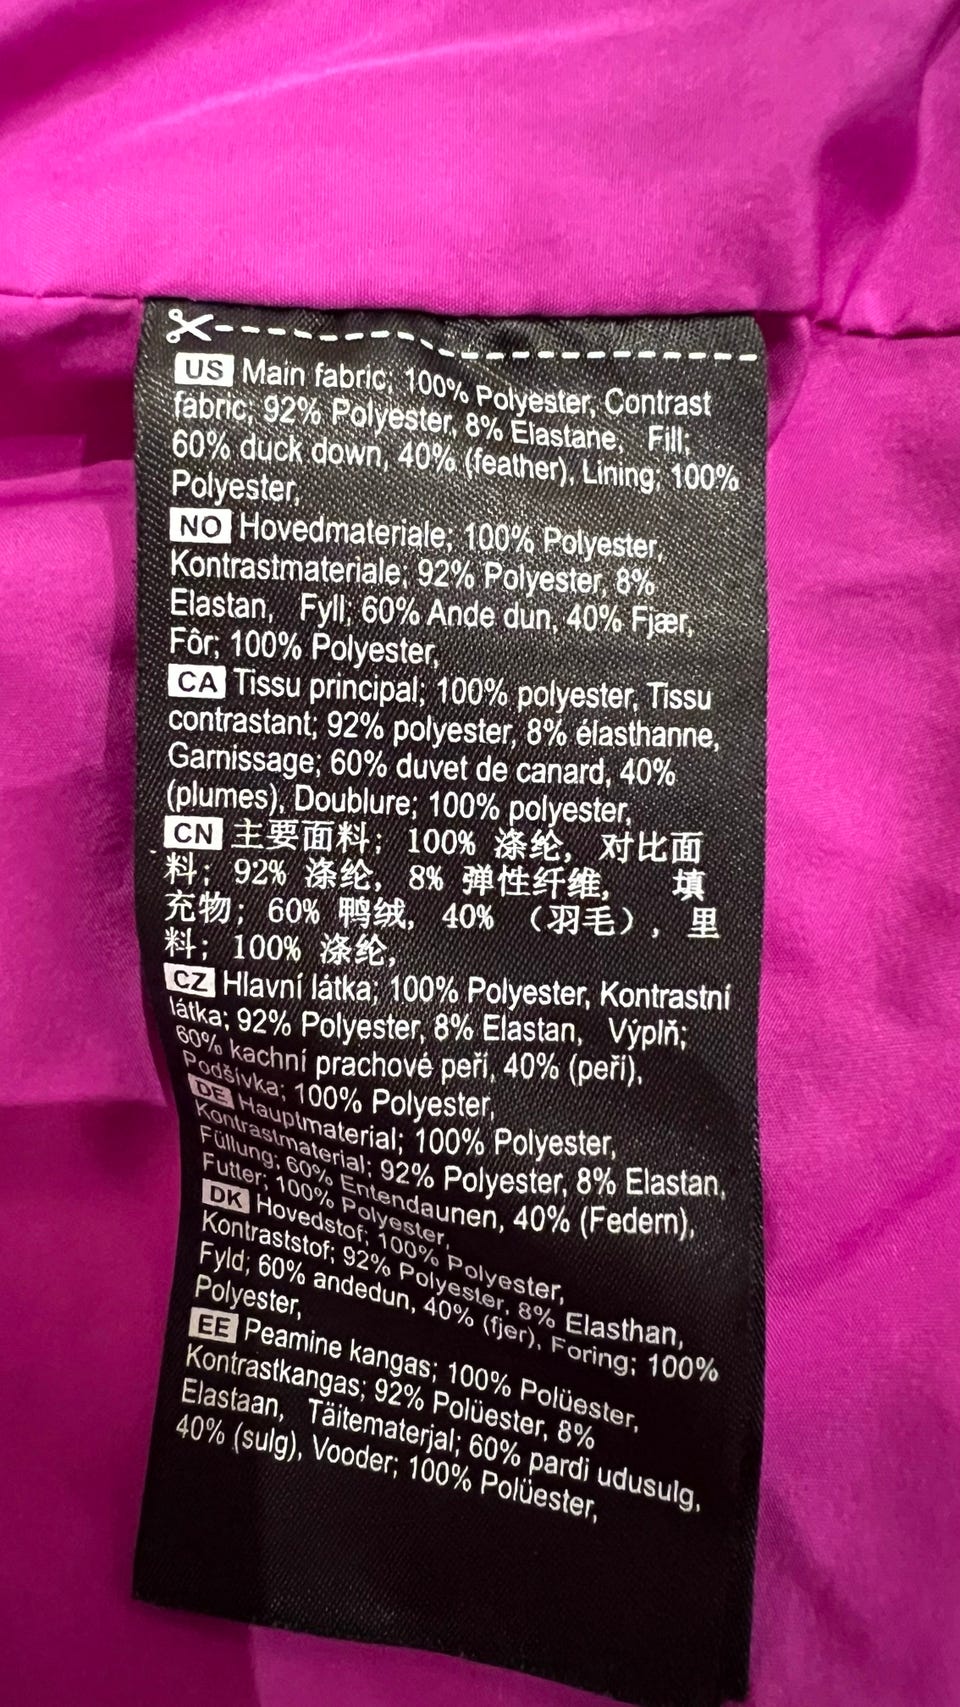 US Main fabric; 100% Polyester, Contrast
fabric; 92% Polyester, 8% Elastane, Fill;
60% duck down, 40% (feather), Lining; 100%
Polyester,
NO Hovedmateriale; 100% Polyester,
Kontrastmateriale; 92% Polyester, 8%
Elastan, Fyll; 60% Ande dun, 40% Fjær,
Fôr; 100% Polyester,
CA Tissu principal; 100% polyester, Tissu
contrastant; 92% polyester, 8% élasthanne,
Garnissage; 60% duvet de canard, 40%
(plumes), Doublure; 100% polyester,
CN 主要面料; 100% 涤纶, 对比面
料; 92% 涤纶, 8% 弹性纤维, 填
充物; 60% 鸭绒, 40% (羽毛), 里
料; 100% 涤纶,
CZ Hlavní látka; 100% Polyester, Kontrastní
látka; 92% Polyester, 8% Elastan, Výplň;
60% kachní prachové peří, 40% (peří),
Podšívka; 100% Polyester,
DE Hauptmaterial; 100% Polyester,
Kontrastmaterial; 92% Polyester, 8% Elastan,
Füllung; 60% Entendaunen, 40% (Federn),
Futter; 100% Polyester,
DK Hovedstof; 100% Polyester,
Kontraststof; 92% Polyester, 8% Elasthan,
Fyld; 60% andedun, 40% (fjer), Foring; 100%
Polyester,
EE Peamine kangas; 100% Polüester,
Kontrastkangas; 92% Polüester, 8%
Elastaan, Täitematerjal; 60% pardi udusulg,
40% (sulg), Vooder; 100% Polüester,